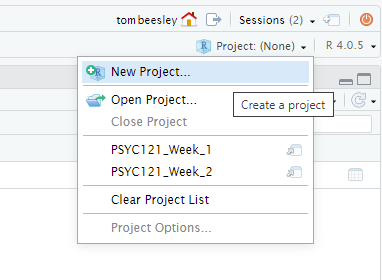 tom beesley Sessions (2)
Project: (None) R 4.0.5
New Project...
Open Project...
Create a project
Close Project
PSYC121_Week_1
PSYC121_Week_2
Clear Project List
Project Options...